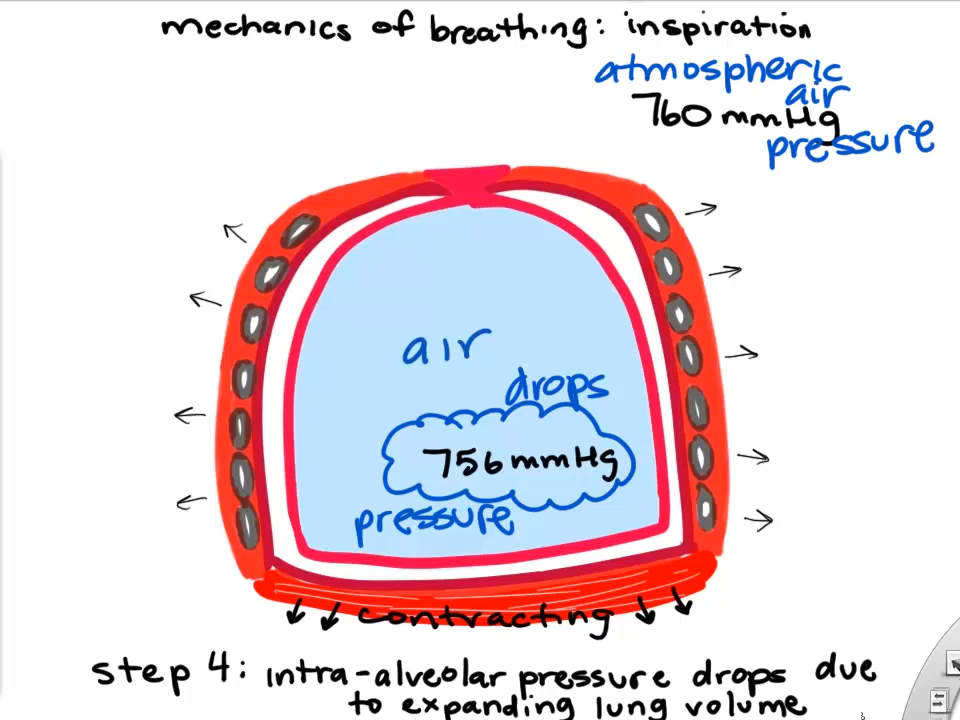 mechanics of breathing: inspiration
atmospheric
air
760 mmHg
pressure
air
drops
756 mmHg
pressure
contracting
step 4: intra-alveolar pressure drops due
to expanding lung volume